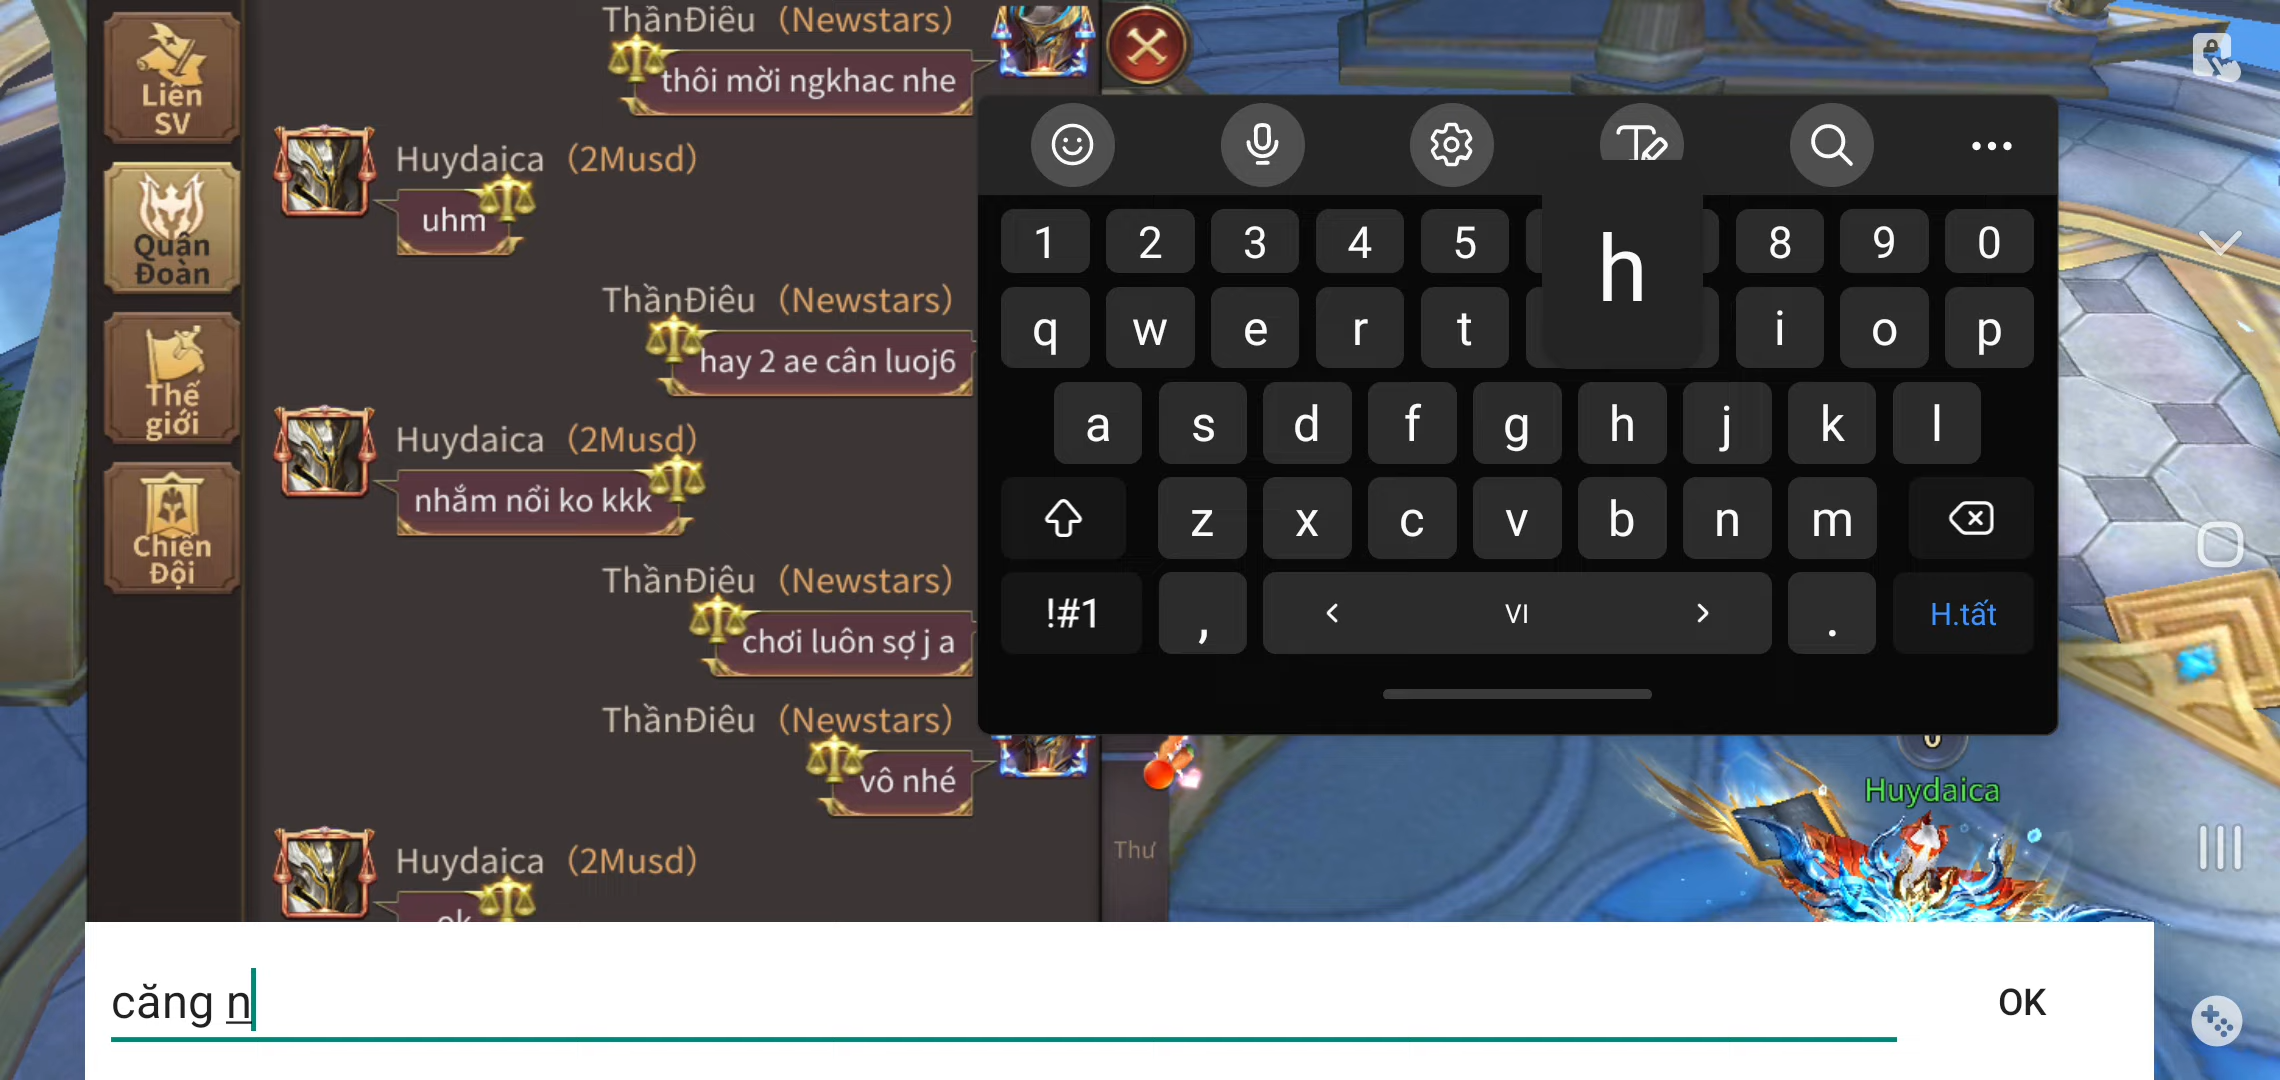 Liên
SV
Quân
Đoàn
Thế
giới
Chiến
Đội
ThầnĐiêu（Newstars）
thôi mời ngkhac nhe
Huydaica（2Musd）
uhm
ThầnĐiêu（Newstars）
hay 2 ae cân luoj6
Huydaica（2Musd）
nhắm nổi ko kkk
ThầnĐiêu（Newstars）
chơi luôn sợ j a
ThầnĐiêu（Newstars）
vô nhé
Huydaica（2Musd）
ok
Thư
Huydaica
h
1 2 3 4 5 8 9 0
q w e r t i o p
a s d f g h j k l
z x c v b n m
!#1 , < VI > . H.tất
căng n
OK